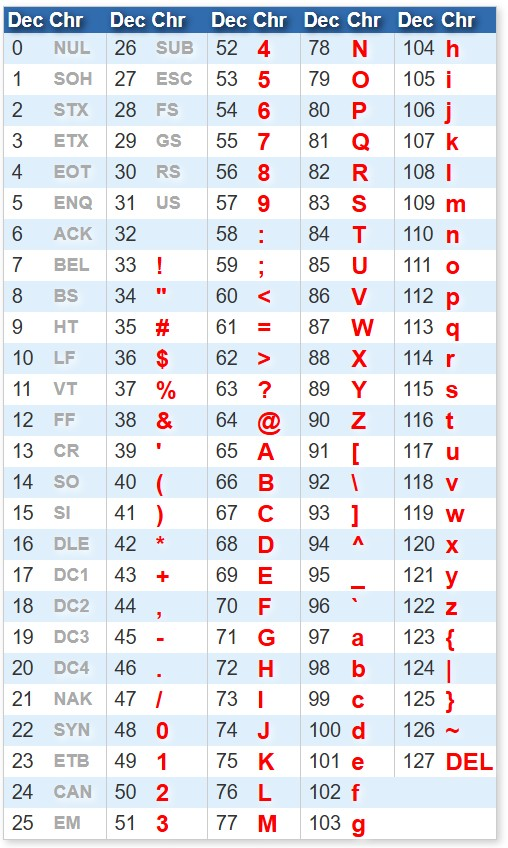 Dec Chr Dec Chr Dec Chr Dec Chr Dec Chr
0 NUL 26 SUB 52 4 78 N 104 h
1 SOH 27 ESC 53 5 79 O 105 i
2 STX 28 FS 54 6 80 P 106 j
3 ETX 29 GS 55 7 81 Q 107 k
4 EOT 30 RS 56 8 82 R 108 l
5 ENQ 31 US 57 9 83 S 109 m
6 ACK 32 58 : 84 T 110 n
7 BEL 33 ! 59 ; 85 U 111 o
8 BS 34 " 60 < 86 V 112 p
9 HT 35 # 61 = 87 W 113 q
10 LF 36 $ 62 > 88 X 114 r
11 VT 37 % 63 ? 89 Y 115 s
12 FF 38 & 64 @ 90 Z 116 t
13 CR 39 ' 65 A 91 [ 117 u
14 SO 40 ( 66 B 92 \ 118 v
15 SI 41 ) 67 C 93 ] 119 w
16 DLE 42 * 68 D 94 ^ 120 x
17 DC1 43 + 69 E 95 _ 121 y
18 DC2 44 , 70 F 96 ` 122 z
19 DC3 45 - 71 G 97 a 123 {
20 DC4 46 . 72 H 98 b 124 |
21 NAK 47 / 73 I 99 c 125 }
22 SYN 48 0 74 J 100 d 126 ~
23 ETB 49 1 75 K 101 e 127 DEL
24 CAN 50 2 76 L 102 f
25 EM 51 3 77 M 103 g